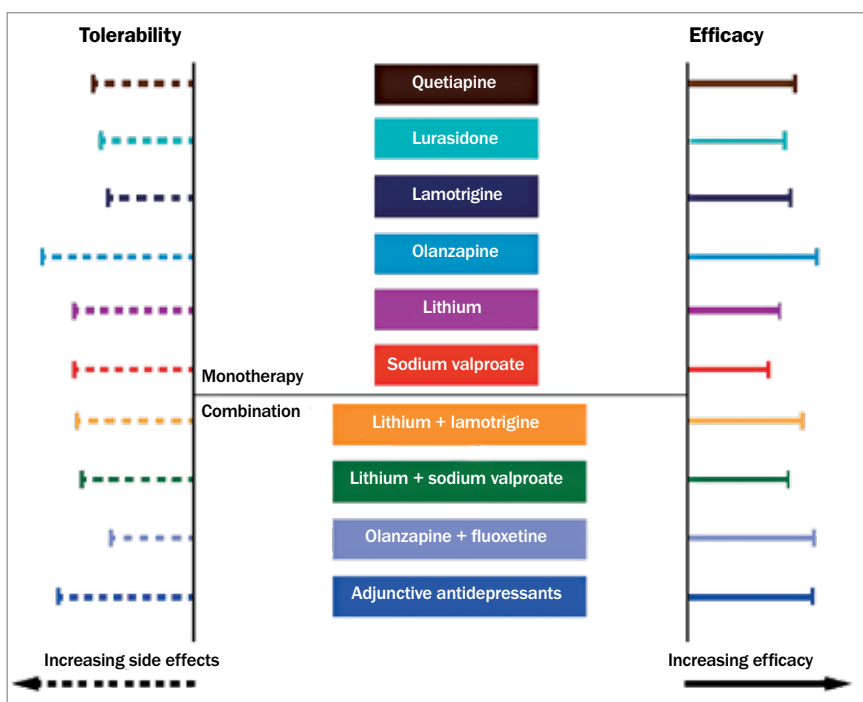 Tolerability
Efficacy
Quetiapine
Lurasidone
Lamotrigine
Olanzapine
Lithium
Sodium valproate
Monotherapy
Combination
Lithium + lamotrigine
Lithium + sodium valproate
Olanzapine + fluoxetine
Adjunctive antidepressants
Increasing side effects
Increasing efficacy